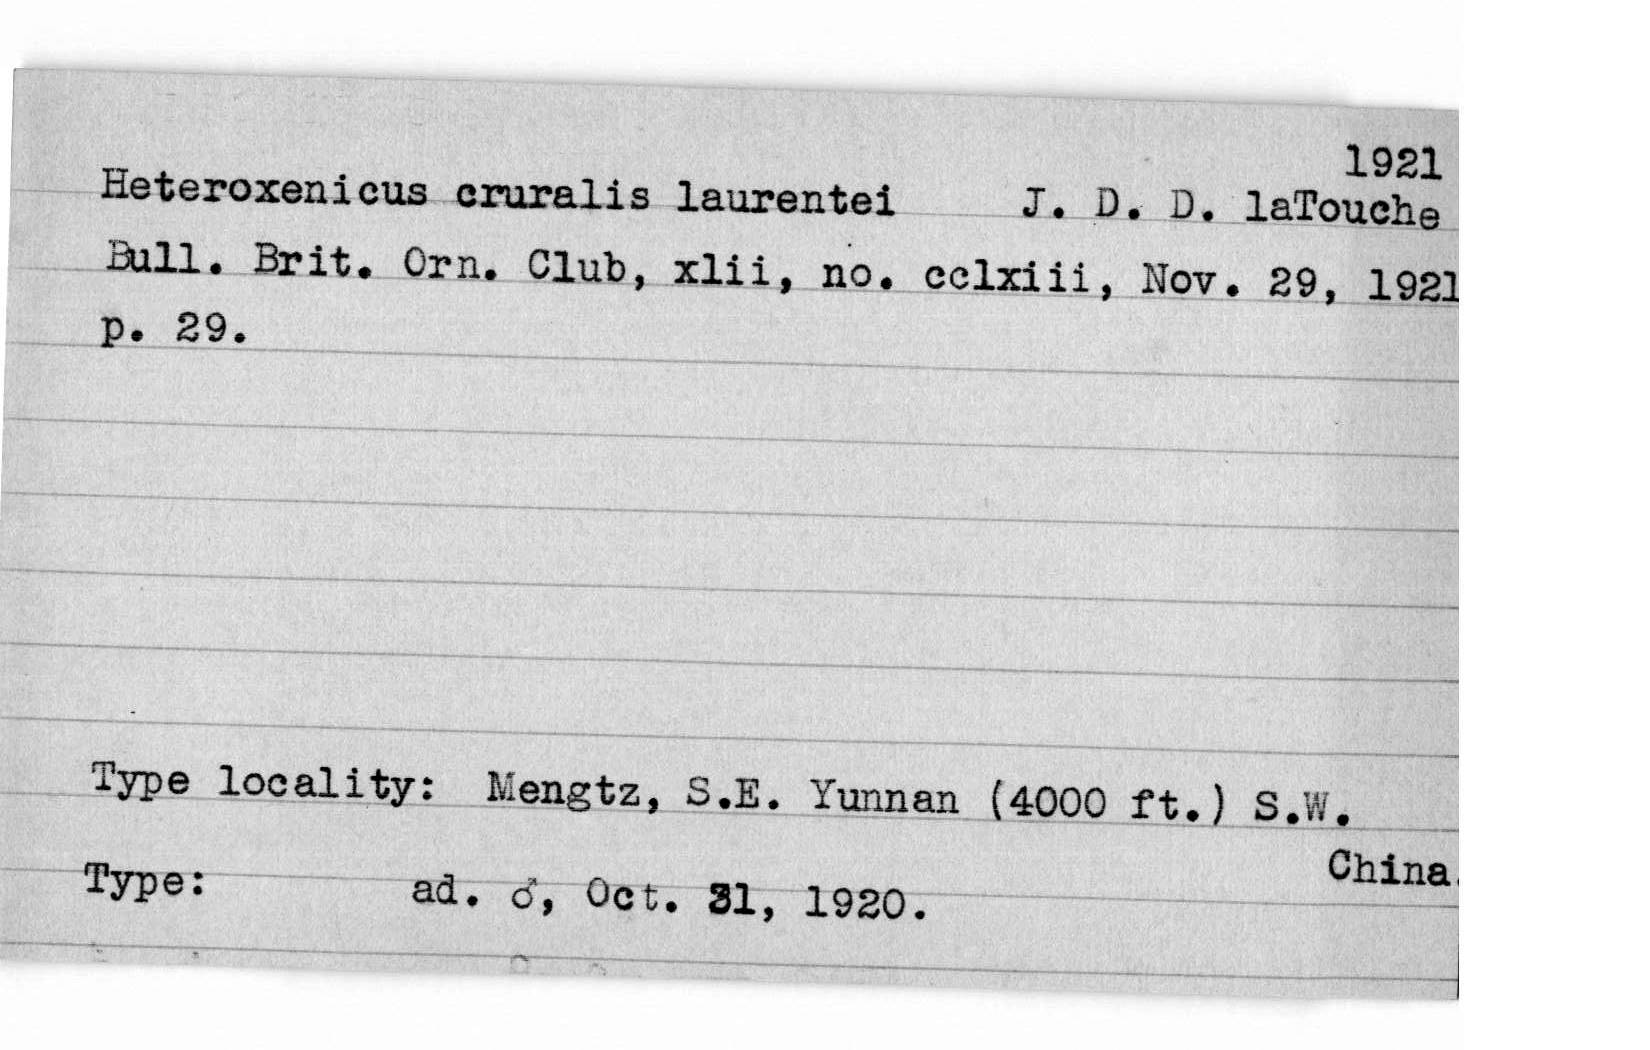 1921
Heteroxenicus cruralis laurentei J. D. D. laTouche
Bull. Brit. Orn. Club, xlii, no. cclxiii, Nov. 29, 1921
p. 29.
Type locality: Mengtz, S.E. Yunnan (4000 ft.) S.W.
China.
Type: ad. ♂, Oct. 31, 1920.